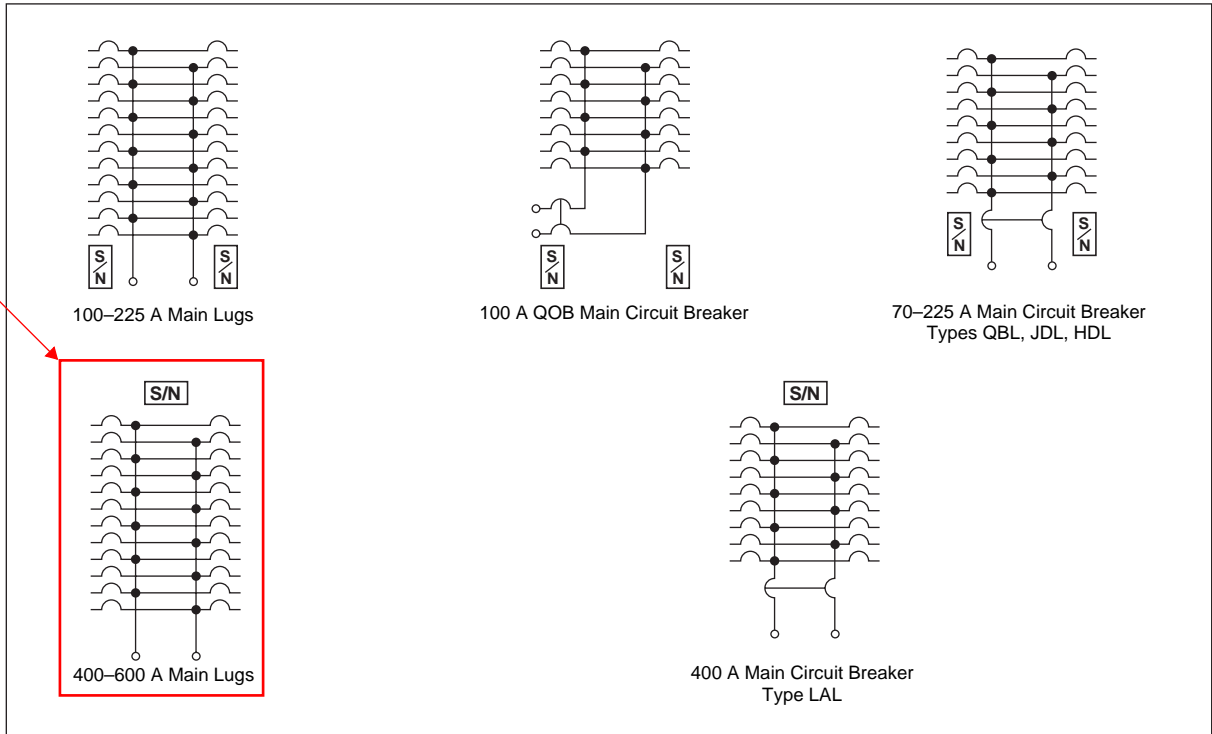 S/N S/N
100–225 A Main Lugs
S/N S/N
100 A QOB Main Circuit Breaker
S/N S/N
70–225 A Main Circuit Breaker
Types QBL, JDL, HDL
S/N
400–600 A Main Lugs
S/N
400 A Main Circuit Breaker
Type LAL